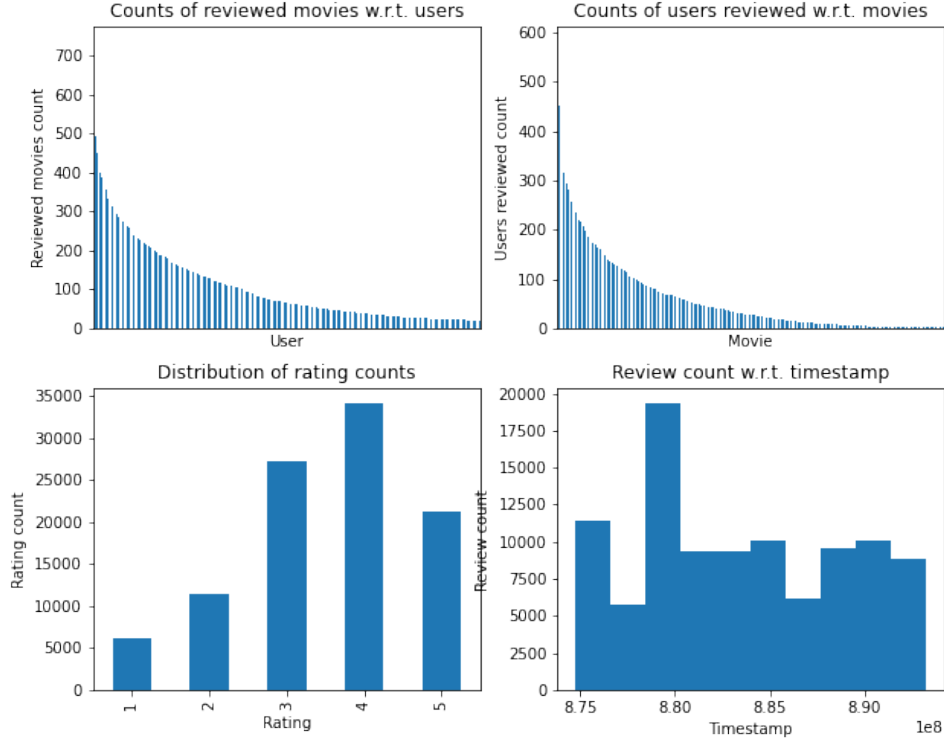 Counts of reviewed movies w.r.t. users
700
600
500
400
300
200
100
0
Reviewed movies count
User
Counts of users reviewed w.r.t. movies
600
500
400
300
200
100
0
Users reviewed count
Movie
Distribution of rating counts
35000
30000
25000
20000
15000
10000
5000
0
Rating count
1 2 3 4 5
Rating
Review count w.r.t. timestamp
20000
17500
15000
12500
10000
7500
5000
2500
0
Review count
8.75 8.80 8.85 8.90
1e8
Timestamp